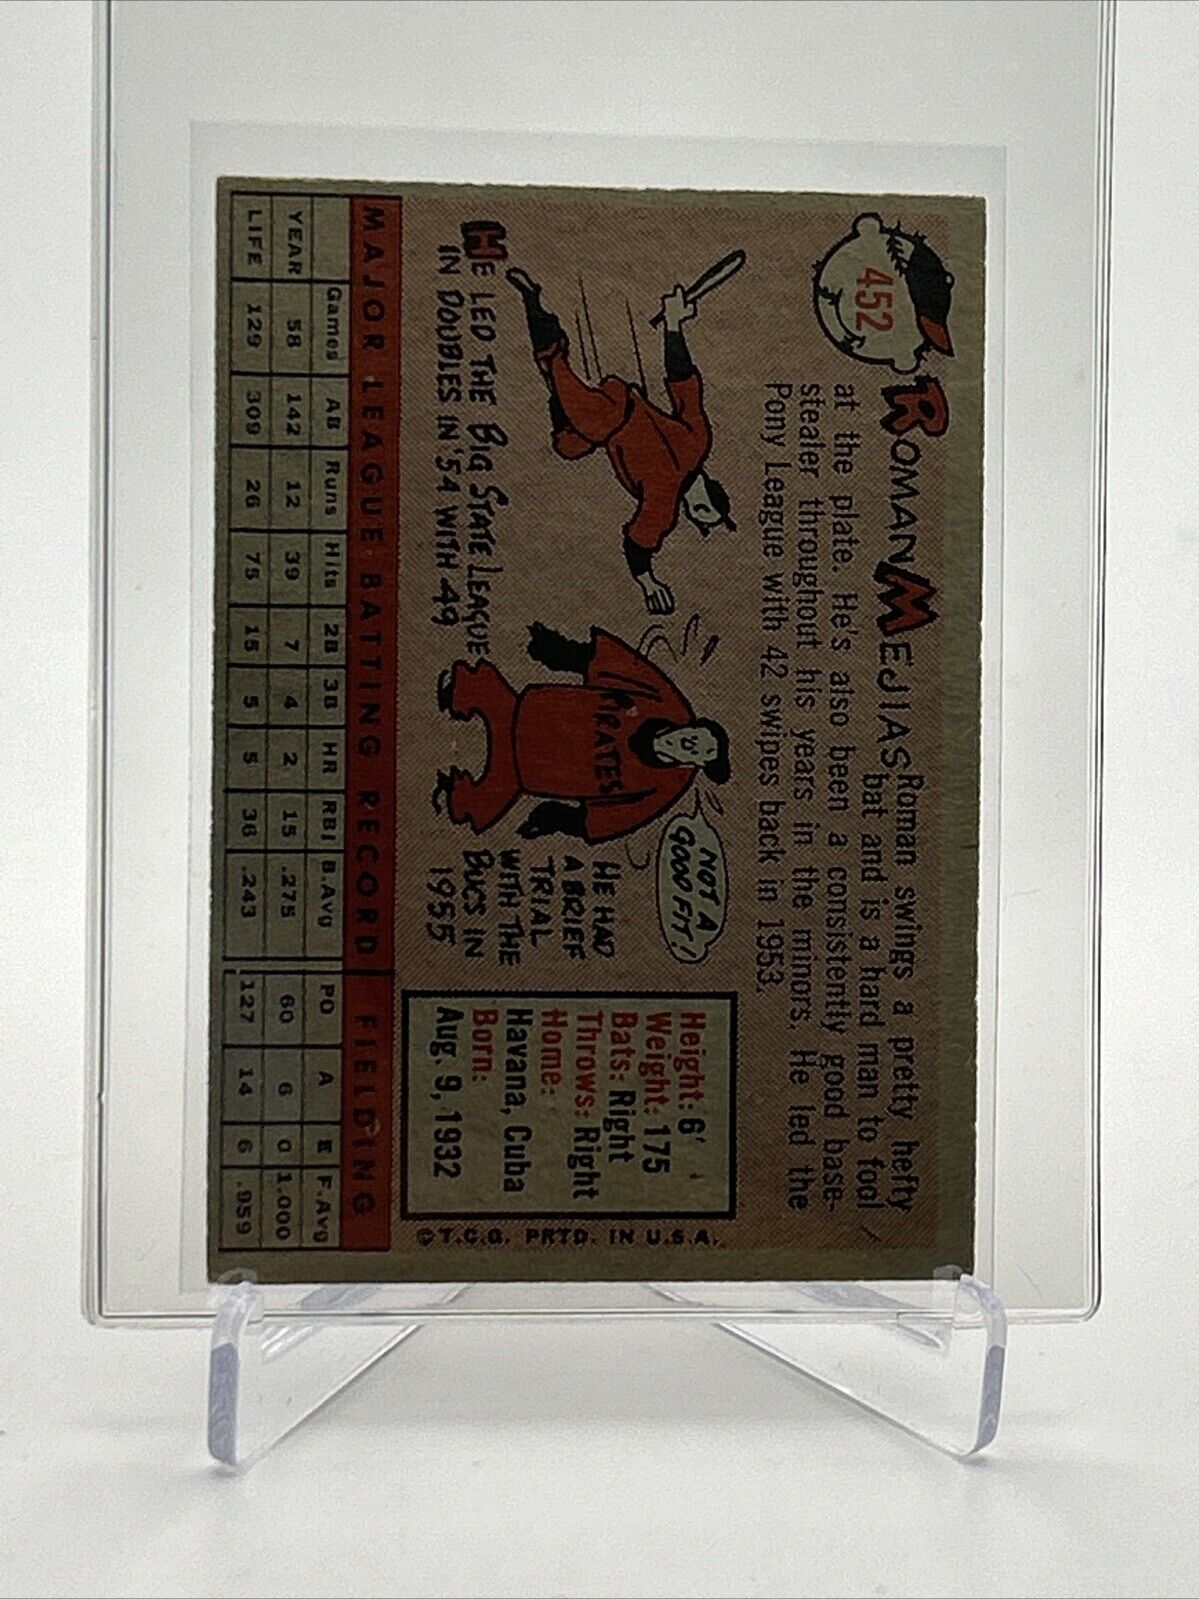 452
ROMAN MEJIAS
Roman swings a pretty hefty
bat and is a hard man to fool
at the plate. He's also been a consistently good base-
stealer throughout his years in the minors. He led the
Pony League with 42 swipes back in 1953.
HE LED THE BIG STATE LEAGUE
IN DOUBLES IN '54 WITH 49
PIRATES
NOT A
GOOD FIT!
HE HAD
A BRIEF
TRIAL
WITH THE
BUCS IN
1955
Height: 6'
Weight: 175
Bats: Right
Throws: Right
Home:
Havana, Cuba
Born:
Aug. 9, 1932
© T.C.G. PRTD. IN U.S.A.
MAJOR LEAGUE BATTING RECORD FIELDING
Games AB Runs Hits 2B 3B HR RBI B.Avg PO A E F.Avg
YEAR 58 142 12 39 7 4 2 15 .275 60 6 0 1.000
LIFE 129 309 26 75 15 5 5 36 .243 127 14 6 .959